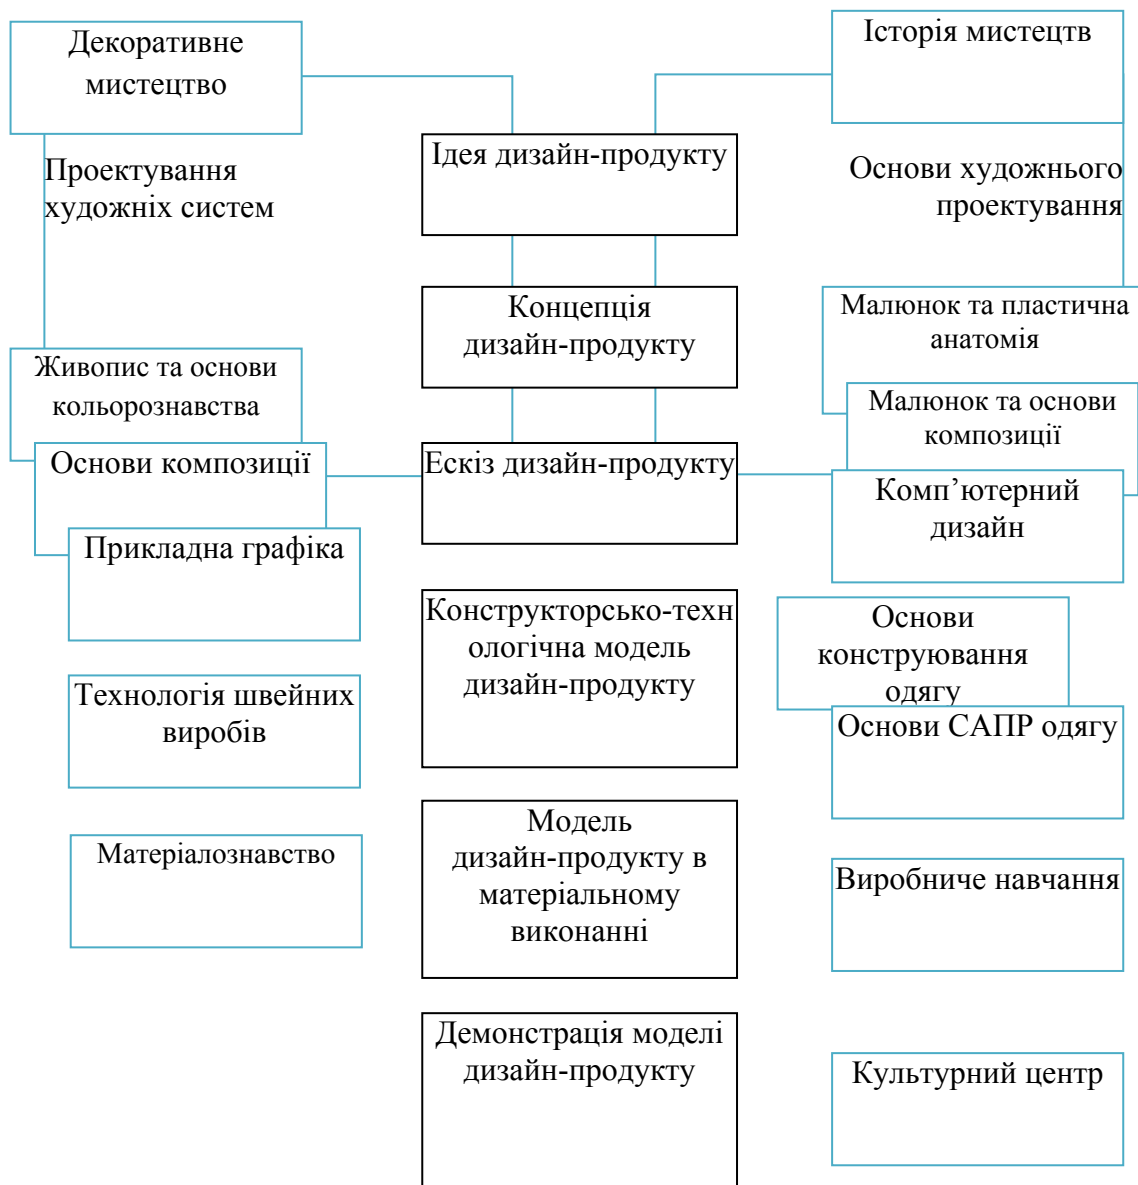 Декоративне
мистецтво
Історія мистецтв
Ідея дизайн-продукту
Проектування
художніх систем
Основи художнього
проектування
Концепція
дизайн-продукту
Малюнок та пластична
анатомія
Живопис та основи
кольорознавства
Малюнок та основи
композиції
Основи композиції
Ескіз дизайн-продукту
Комп’ютерний
дизайн
Прикладна графіка
Конструкторсько-техн
ологічна модель
дизайн-продукту
Основи
конструювання
одягу
Технологія швейних
виробів
Основи САПР одягу
Модель
дизайн-продукту в
матеріальному
виконанні
Матеріалознавство
Виробниче навчання
Демонстрація моделі
дизайн-продукту
Культурний центр